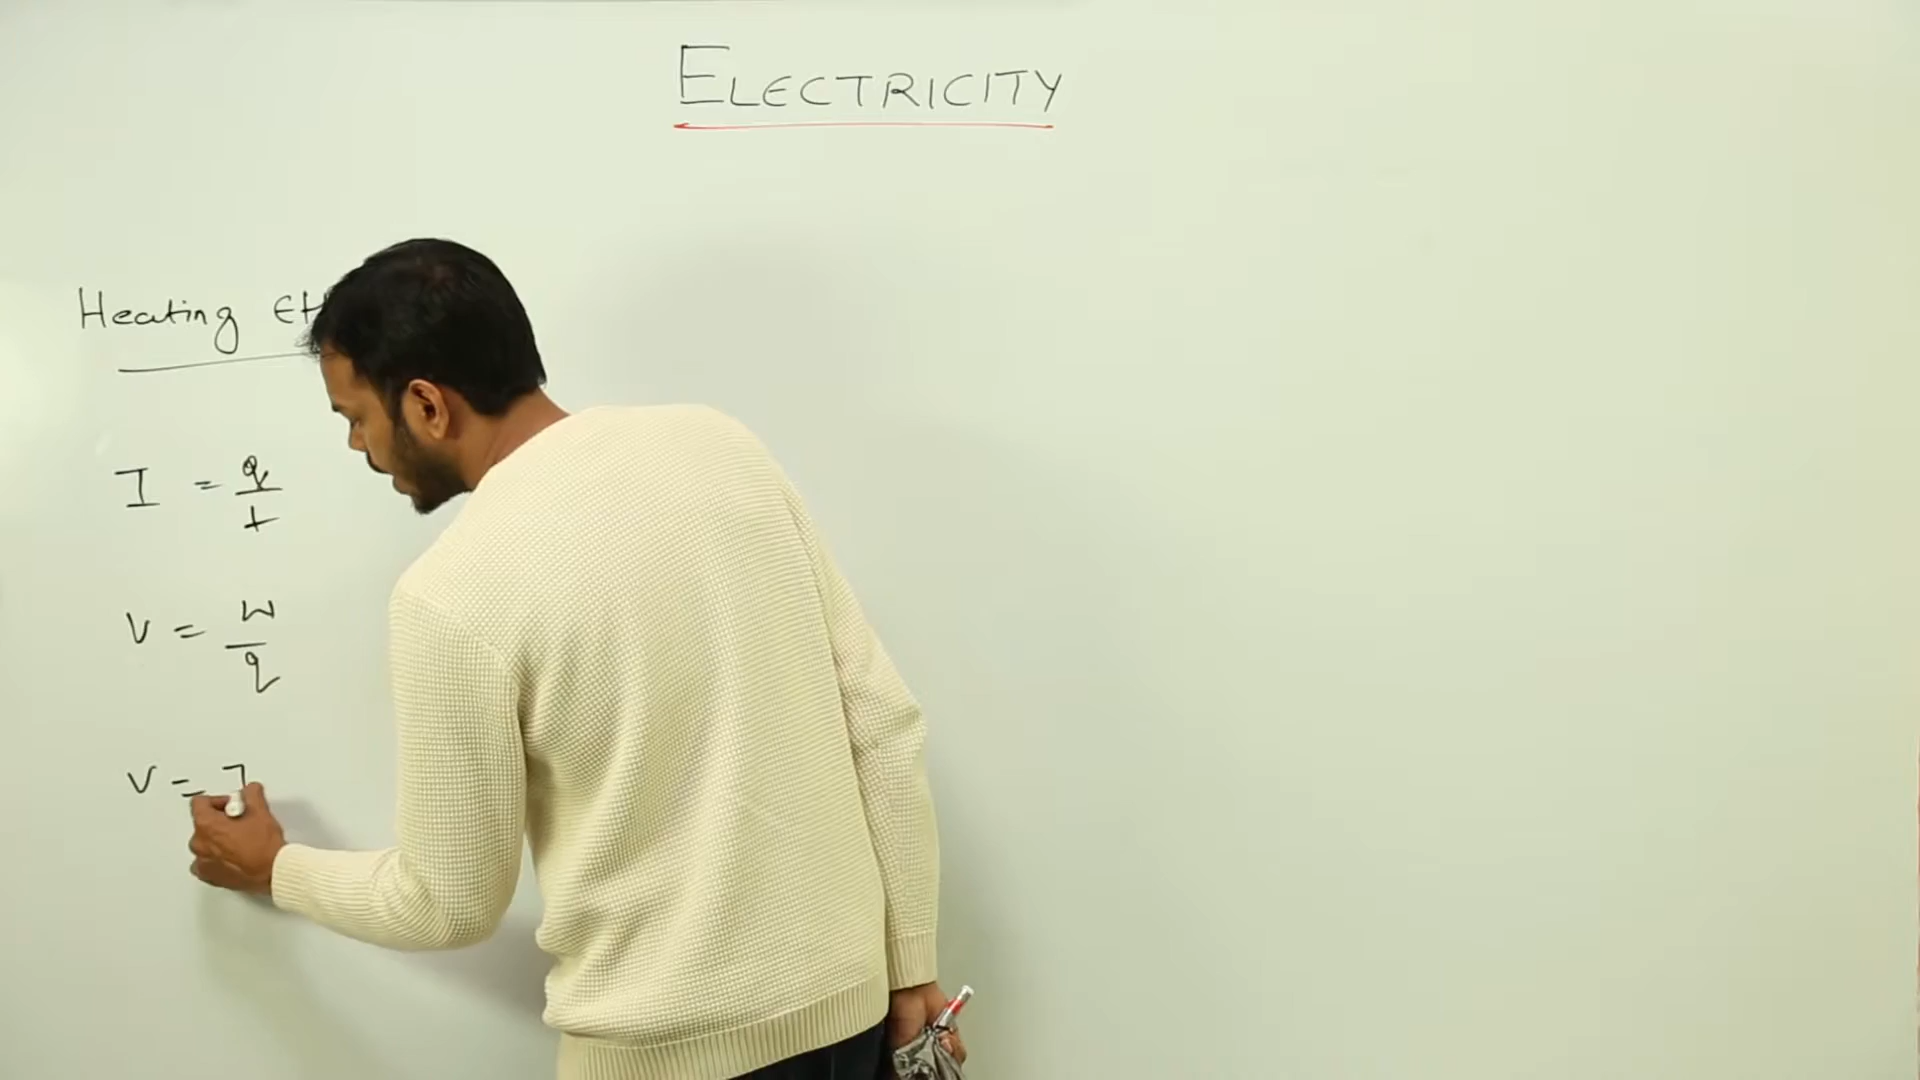 ELECTRICITY
Heating
I = q/t
V = W/q
V =